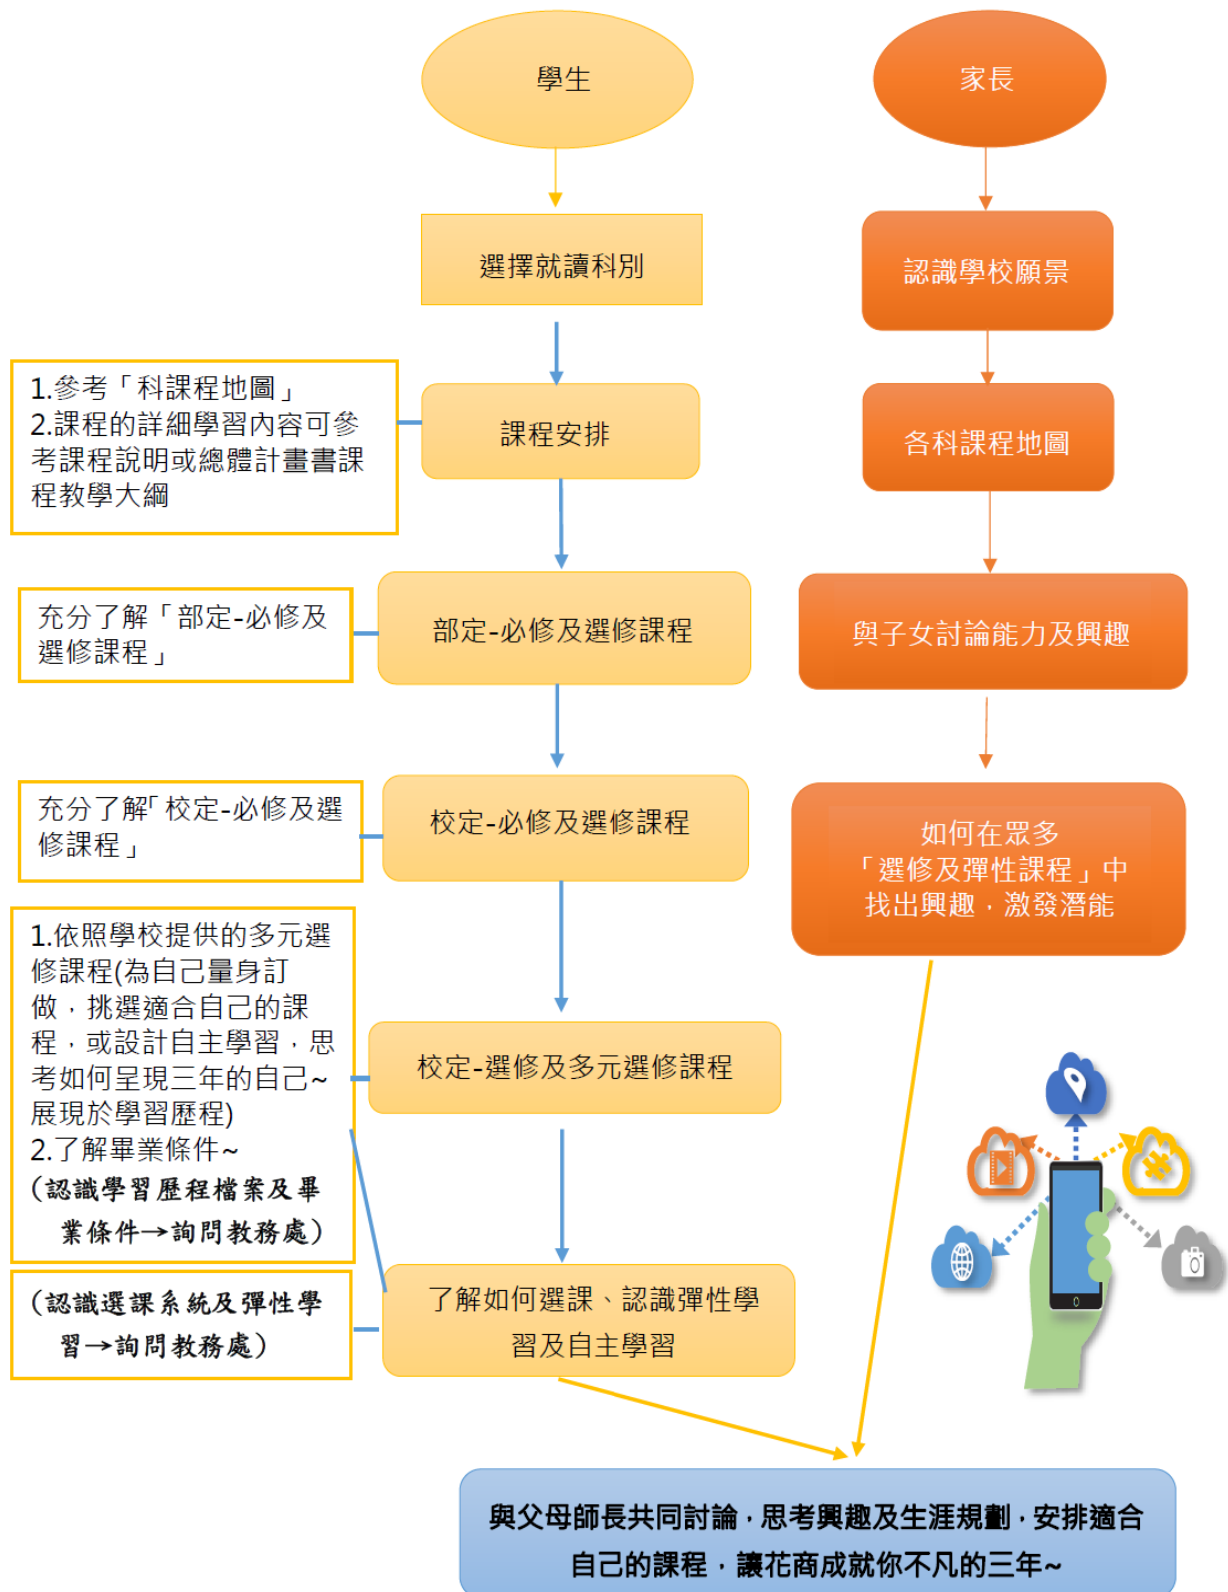 學生
家長
選擇就讀科別
認識學校願景
1.參考「科課程地圖」
2.課程的詳細學習內容可參
考課程說明或總體計畫書課
程教學大綱
課程安排
各科課程地圖
充分了解「部定-必修及
選修課程」
部定-必修及選修課程
與子女討論能力及興趣
充分了解「校定-必修及選
修課程」
校定-必修及選修課程
如何在眾多
「選修及彈性課程」中
找出興趣，激發潛能
1.依照學校提供的多元選
修課程(為自己量身訂
做，挑選適合自己的課
程，或設計自主學習，思
考如何呈現三年的自己~
展現於學習歷程)
2.了解畢業條件~
(認識學習歷程檔案及畢
業條件→詢問教務處)
校定-選修及多元選修課程
(認識選課系統及彈性學
習→詢問教務處)
了解如何選課、認識彈性學
習及自主學習
與父母師長共同討論，思考興趣及生涯規劃，安排適合
自己的課程，讓花商成就你不凡的三年~